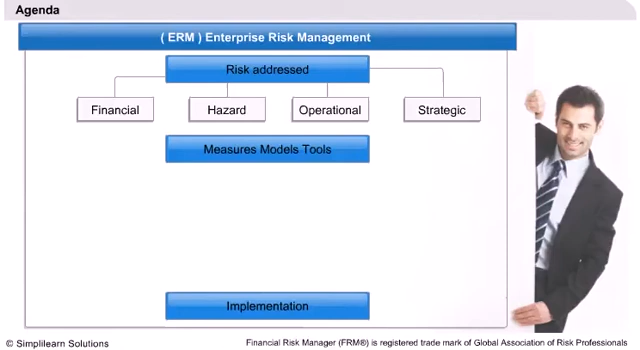 Agenda
( ERM ) Enterprise Risk Management
Risk addressed
Financial
Hazard
Operational
Strategic
Measures Models Tools
Implementation
© Simplilearn Solutions
Financial Risk Manager (FRM®) is registered trade mark of Global Association of Risk Professionals